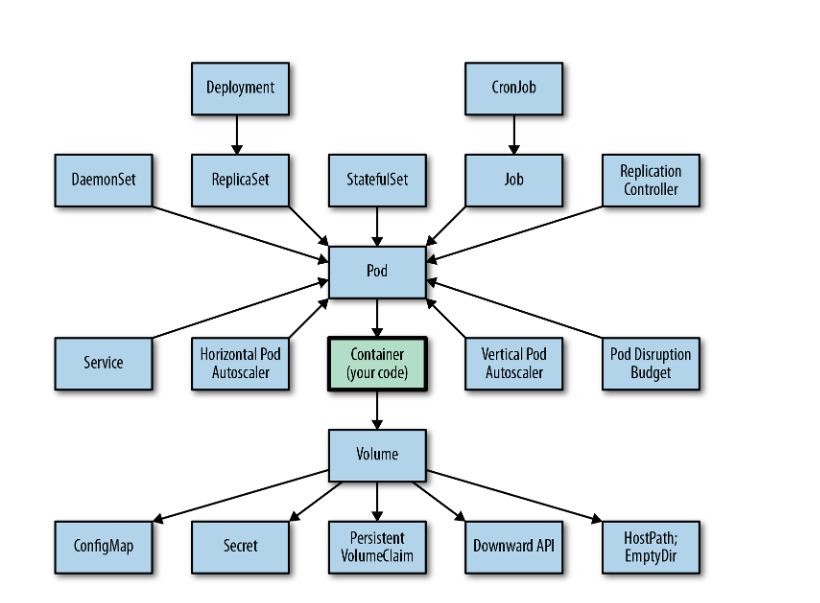 Deployment
CronJob
DaemonSet
ReplicaSet
StatefulSet
Job
Replication
Controller
Pod
Service
Horizontal Pod
Autoscaler
Container
(your code)
Vertical Pod
Autoscaler
Pod Disruption
Budget
Volume
ConfigMap
Secret
Persistent
VolumeClaim
Downward API
HostPath;
EmptyDir